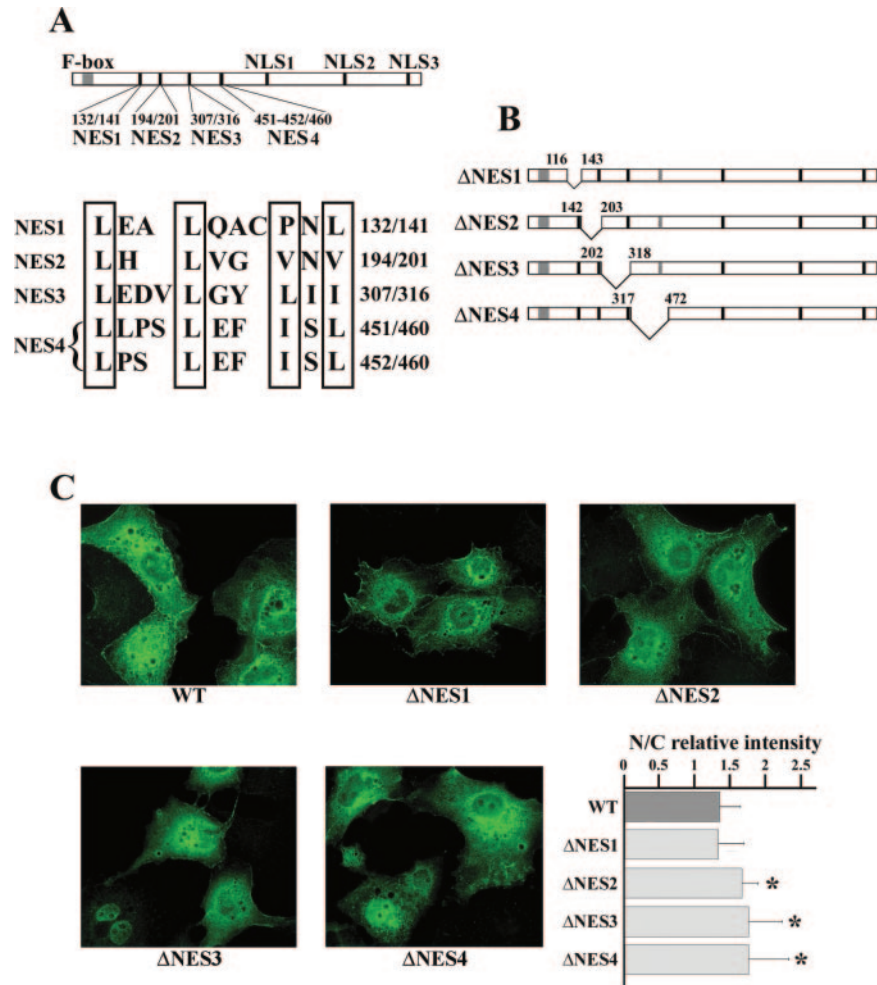 A
F-box NLS1 NLS2 NLS3
132/141 194/201 307/316 451-452/460
NES1 NES2 NES3 NES4
NES1 L EA L QAC P N L 132/141
NES2 L H L VG V N V 194/201
NES3 L EDV L GY L I I 307/316
NES4 { L LPS L EF I S L 451/460
L PS L EF I S L 452/460
B
ΔNES1 116 143
ΔNES2 142 203
ΔNES3 202 318
ΔNES4 317 472
C
WT ΔNES1 ΔNES2
ΔNES3 ΔNES4
N/C relative intensity
0 0.5 1 1.5 2 2.5
WT
ΔNES1
ΔNES2 *
ΔNES3 *
ΔNES4 *